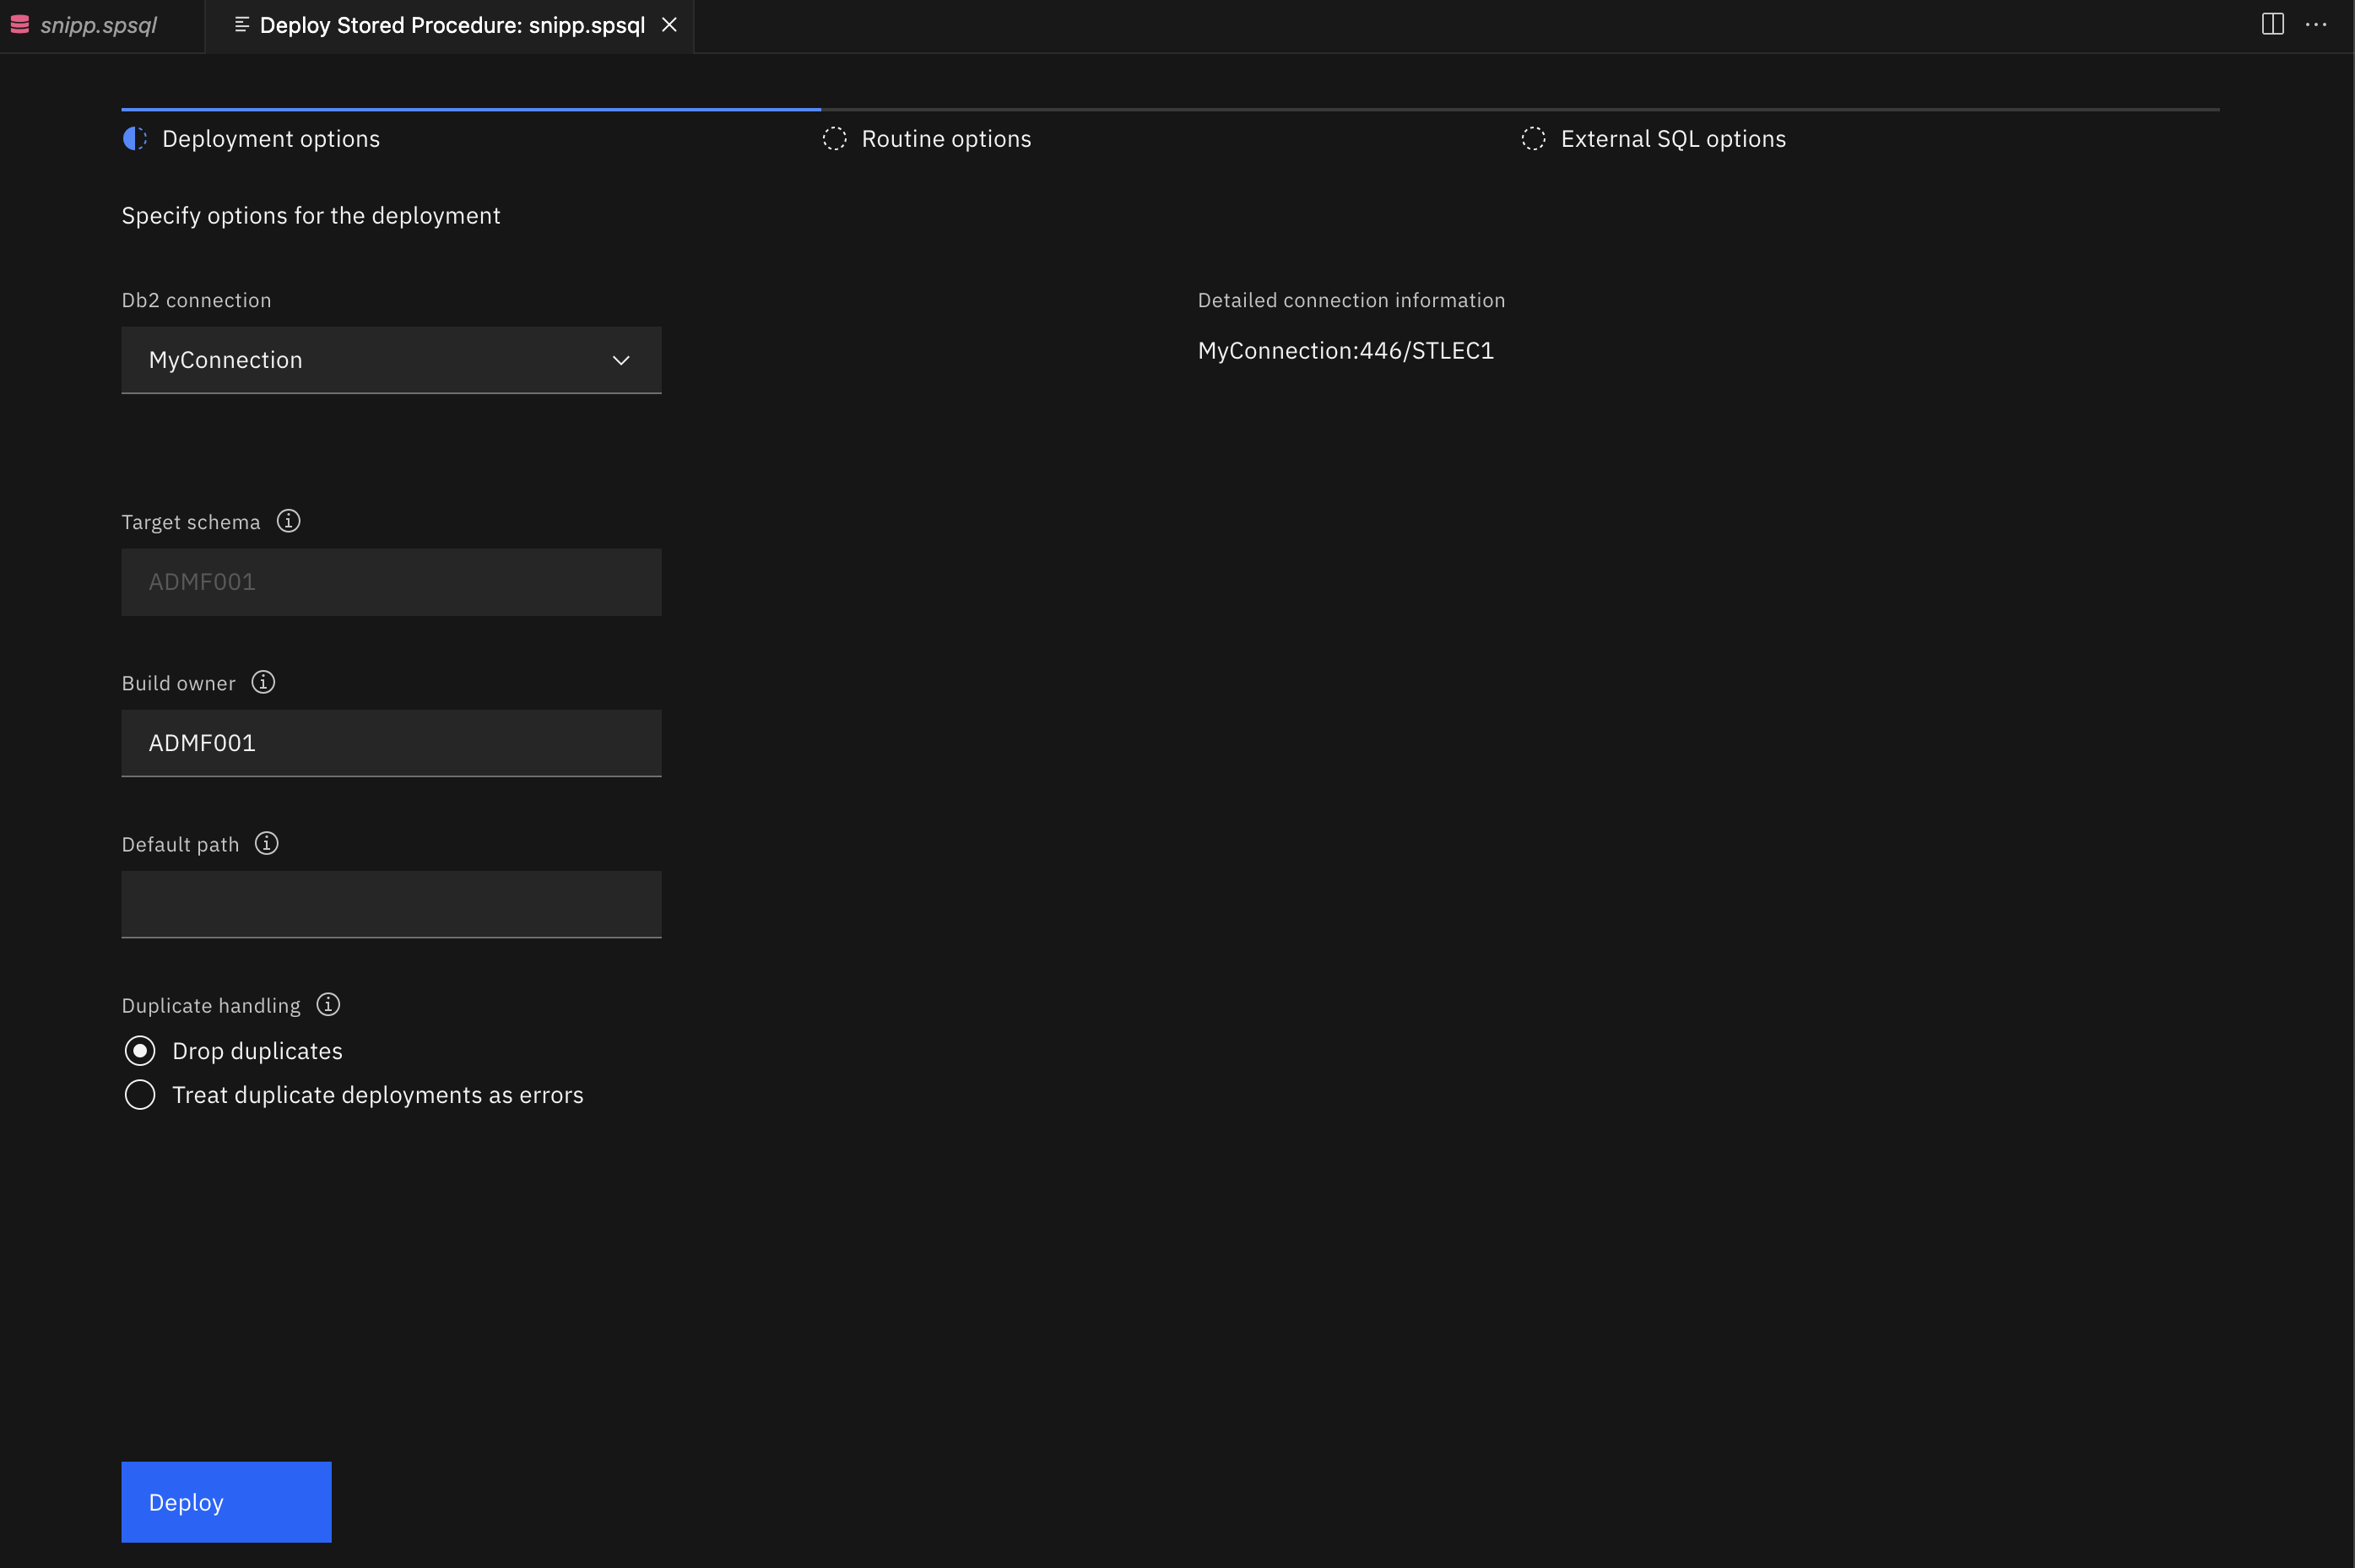 snipp.spsql
Deploy Stored Procedure: snipp.spsql
Deployment options
Routine options
External SQL options
Specify options for the deployment
Db2 connection
Detailed connection information
MyConnection
MyConnection:446/STLEC1
Target schema
ADMF001
Build owner
ADMF001
Default path
Duplicate handling
Drop duplicates
Treat duplicate deployments as errors
Deploy